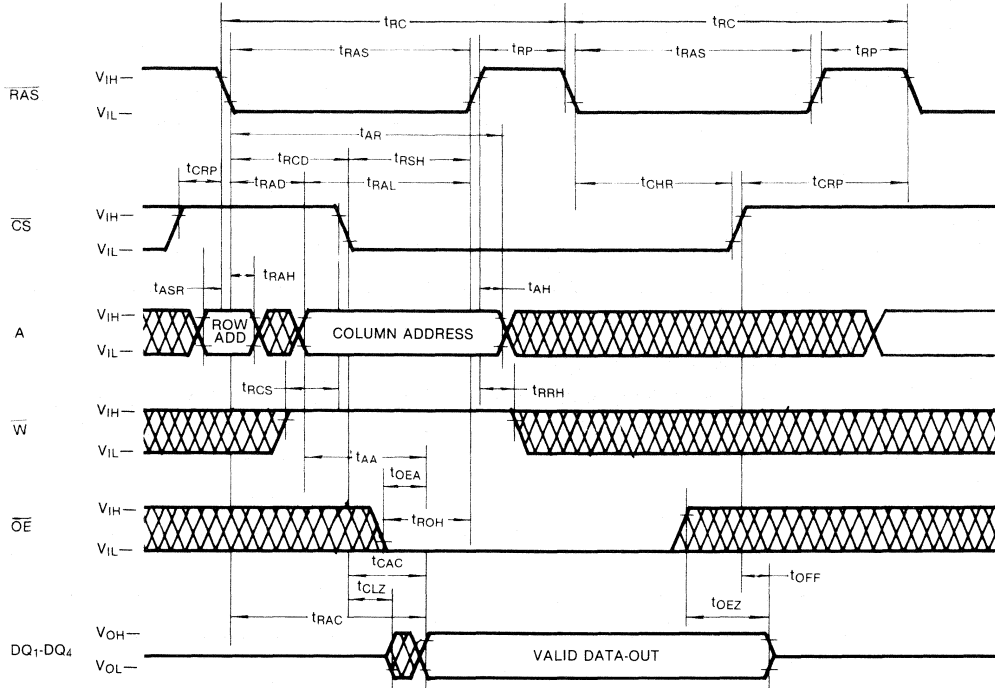 tRC tRC
tRAS tRP tRAS tRP
RAS VIH
VIL
tAR
tRCD tRSH
tCRP tRAD tRAL tCHR tCRP
CS VIH
VIL
tASR tRAH tAH
A VIH
ROW ADD COLUMN ADDRESS
VIL
tRCS tRRH
W VIH
VIL
tAA
tOEA
OE VIH
tROH
VIL
tCAC tOFF
tCLZ tOEZ
tRAC
DQ1-DQ4 VOH
VALID DATA-OUT
VOL